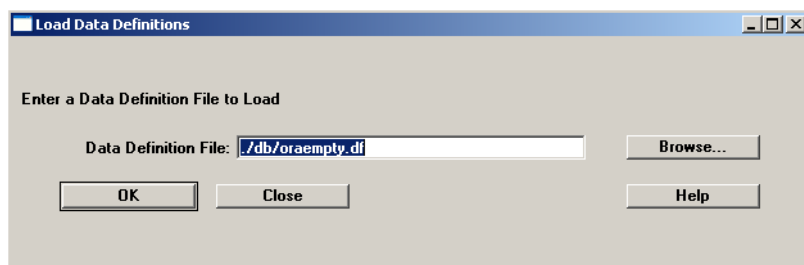 Load Data Definitions
Enter a Data Definition File to Load
Data Definition File: ./db/oraempty.df Browse...
OK Close Help